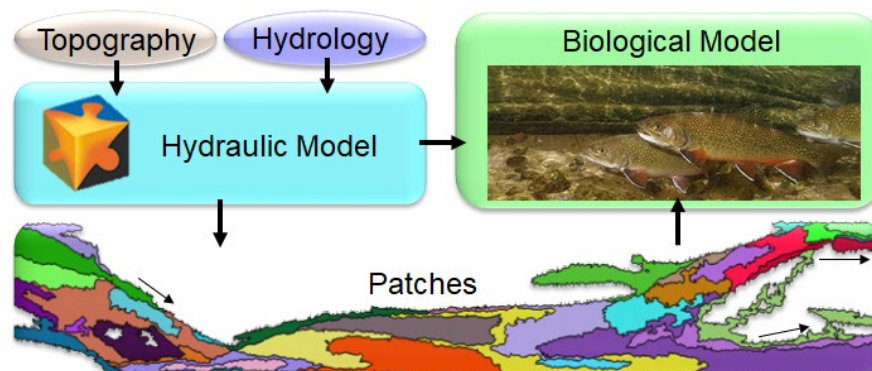 Topography
Hydrology
Biological Model
Hydraulic Model
Patches